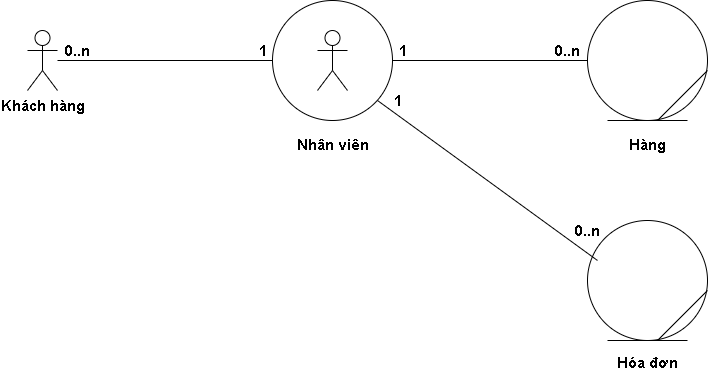 0..n
1
1
0..n
Khách hàng
1
Nhân viên
Hàng
0..n
Hóa đơn